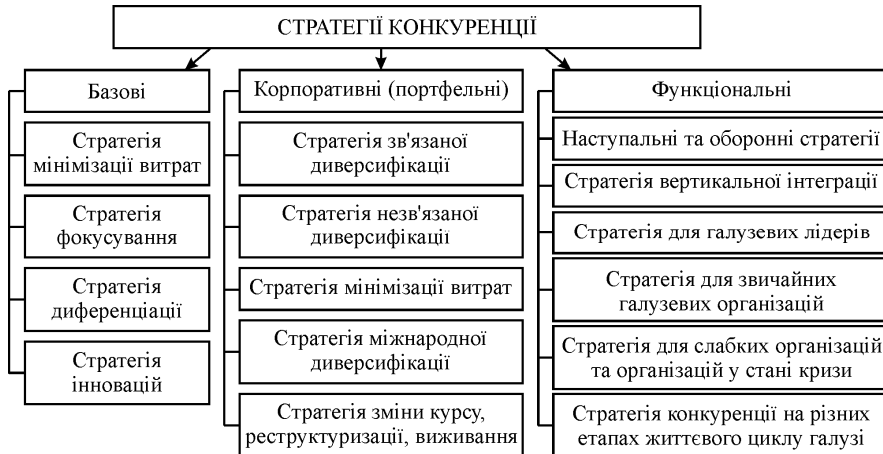 СТРАТЕГІЇ КОНКУРЕНЦІЇ
Базові
Стратегія
мінімізації витрат
Стратегія
фокусування
Стратегія
диференціації
Стратегія
інновацій
Корпоративні (портфельні)
Стратегія зв'язаної
диверсифікації
Стратегія незв'язаної
диверсифікації
Стратегія мінімізації витрат
Стратегія міжнародної
диверсифікації
Стратегія зміни курсу,
реструктуризації, виживання
Функціональні
Наступальні та оборонні стратегії
Стратегія вертикальної інтеграції
Стратегія для галузевих лідерів
Стратегія для звичайних
галузевих організацій
Стратегія для слабких організацій
та організацій у стані кризи
Стратегія конкуренції на різних
етапах життєвого циклу галузі